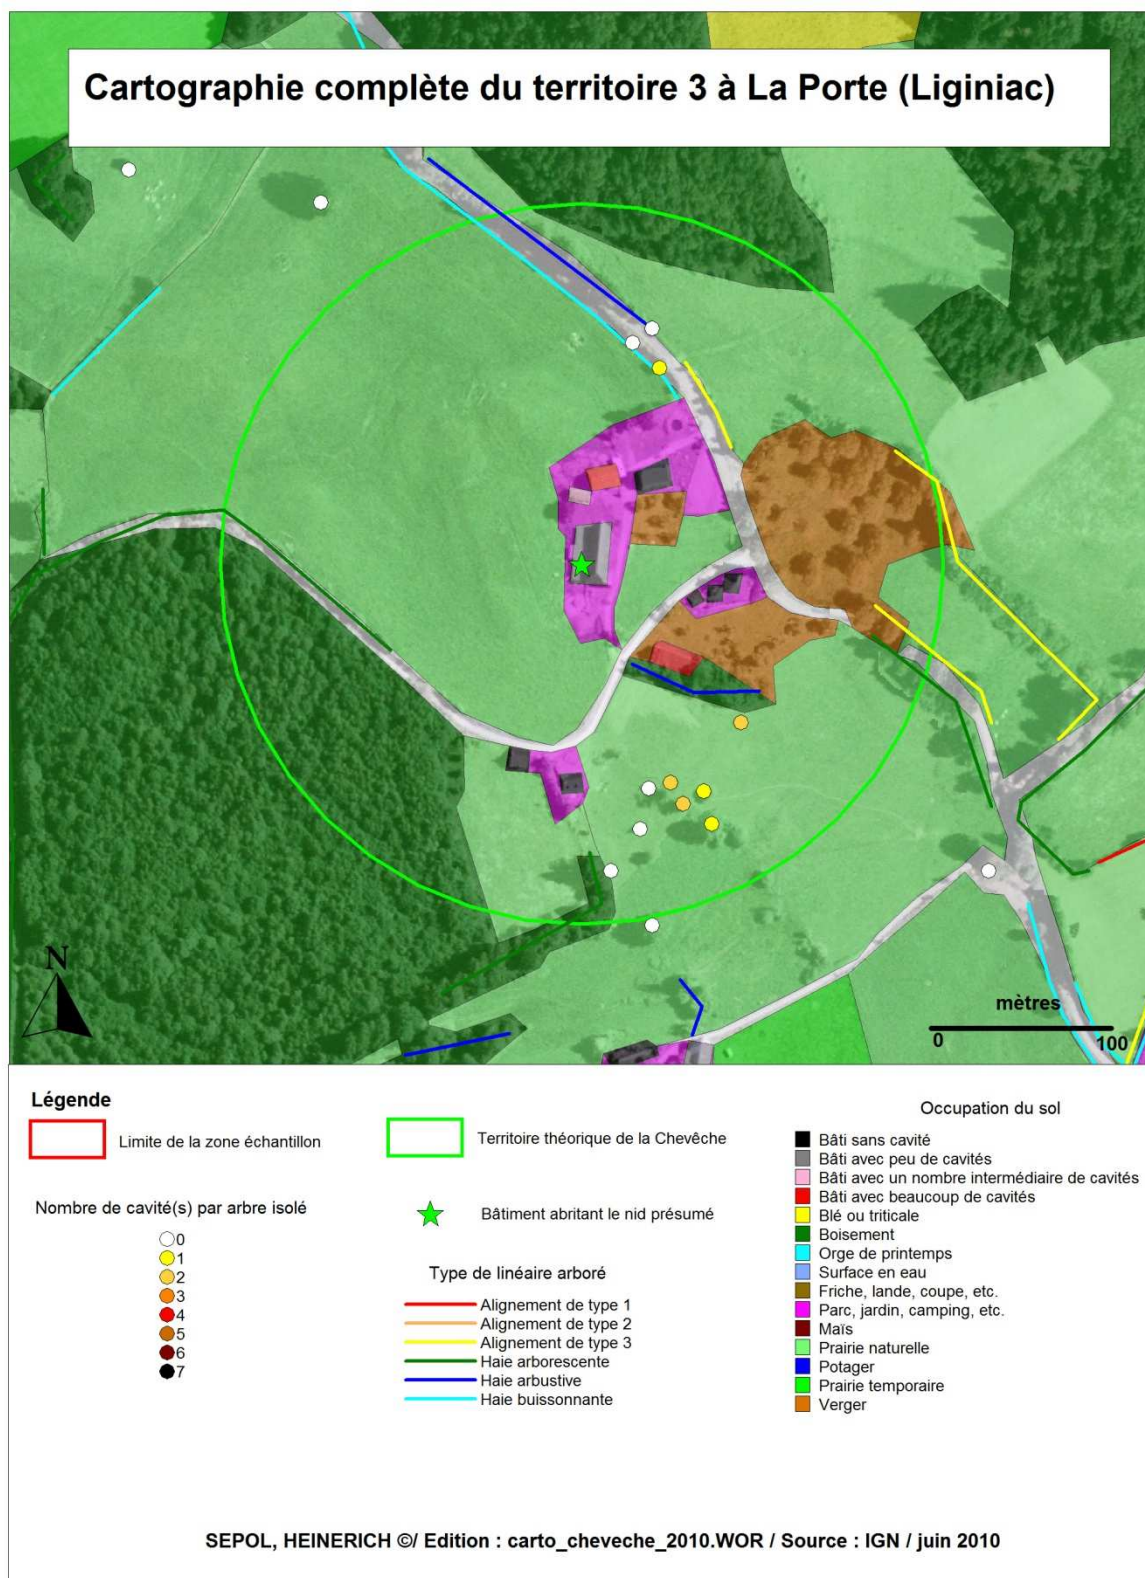 Cartographie complète du territoire 3 à La Porte (Liginiac)
N
mètres
0
100
Légende
Limite de la zone échantillon
Territoire théorique de la Chevêche
Nombre de cavité(s) par arbre isolé
0
1
2
3
4
5
6
7
Bâtiment abritant le nid présumé
Type de linéaire arboré
Alignement de type 1
Alignement de type 2
Alignement de type 3
Haie arborescente
Haie arbustive
Haie buissonnante
Occupation du sol
Bâti sans cavité
Bâti avec peu de cavités
Bâti avec un nombre intermédiaire de cavités
Bâti avec beaucoup de cavités
Blé ou triticale
Boisement
Orge de printemps
Surface en eau
Friche, lande, coupe, etc.
Parc, jardin, camping, etc.
Maïs
Prairie naturelle
Potager
Prairie temporaire
Verger
SEPOL, HEINERICH ©/ Edition : carto_cheveche_2010.WOR / Source : IGN / juin 2010